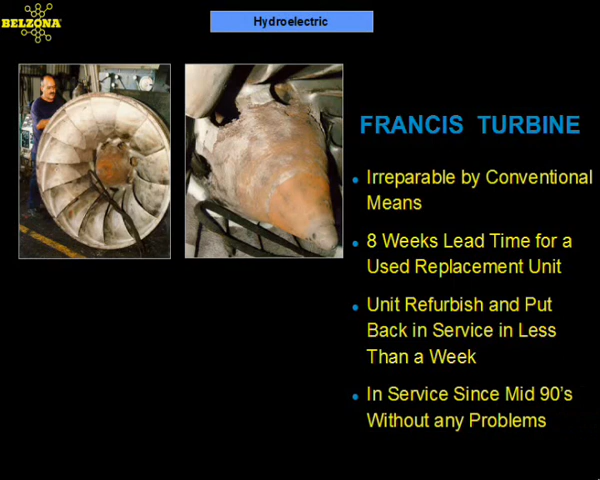 BELZONA
Hydroelectric
FRANCIS TURBINE
Irreparable by Conventional
Means
8 Weeks Lead Time for a
Used Replacement Unit
Unit Refurbish and Put
Back in Service in Less
Than a Week
In Service Since Mid 90's
Without any Problems